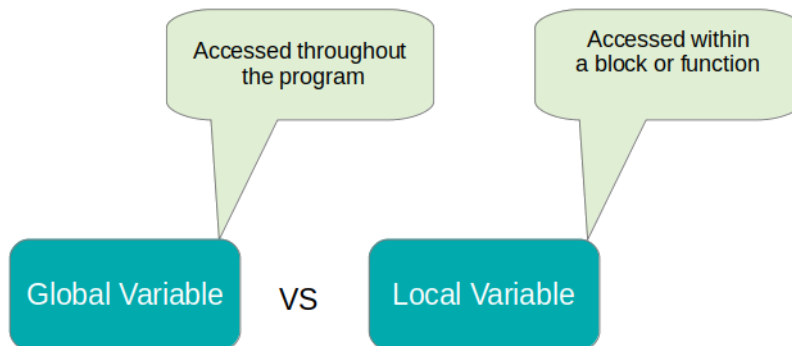 Accessed throughout
the program
Accessed within
a block or function
Global Variable
VS
Local Variable